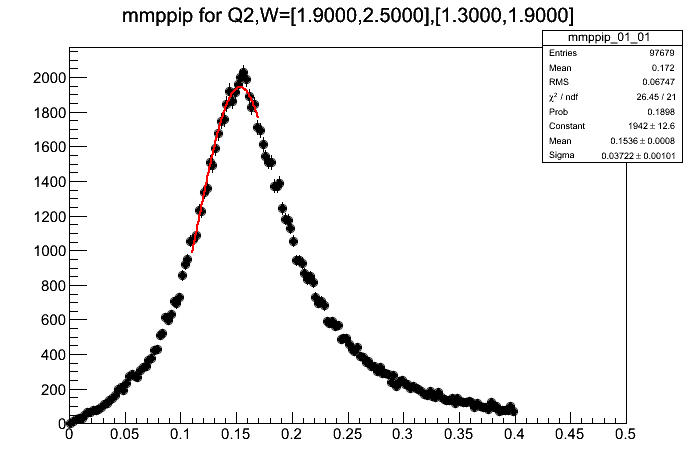 mmppip for Q2,W=[1.9000,2.5000],[1.3000,1.9000]
mmppip_01_01
Entries 97679
Mean 0.172
RMS 0.06747
χ² / ndf 26.45 / 21
Prob 0.1898
Constant 1942 ± 12.6
Mean 0.1536 ± 0.0008
Sigma 0.03722 ± 0.00101
2000
1800
1600
1400
1200
1000
800
600
400
200
0
0 0.05 0.1 0.15 0.2 0.25 0.3 0.35 0.4 0.45 0.5